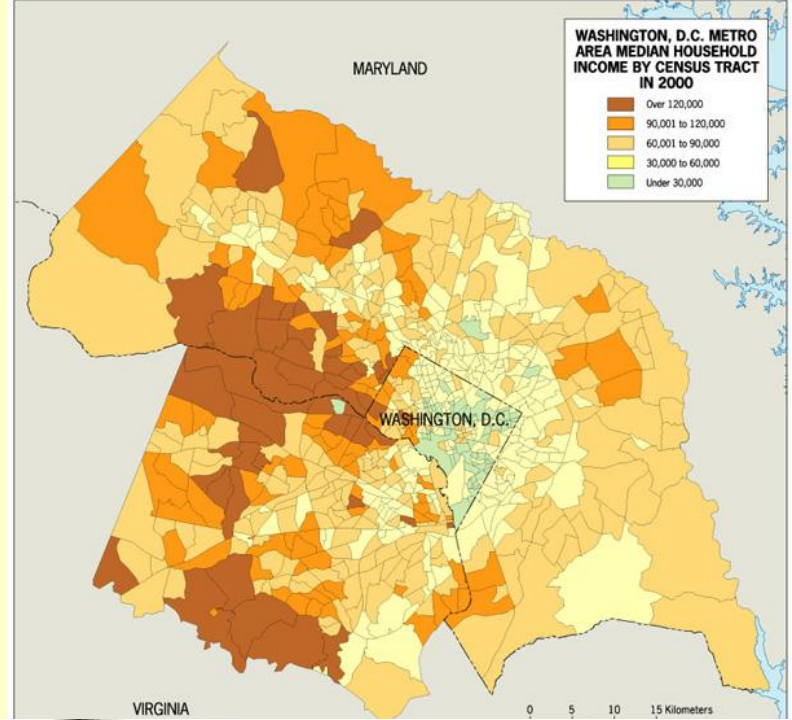 MARYLAND
WASHINGTON, D.C. METRO
AREA MEDIAN HOUSEHOLD
INCOME BY CENSUS TRACT
IN 2000
Over 120,000
90,001 to 120,000
60,001 to 90,000
30,000 to 60,000
Under 30,000
WASHINGTON, D.C.
VIRGINIA
0 5 10 15 Kilometers